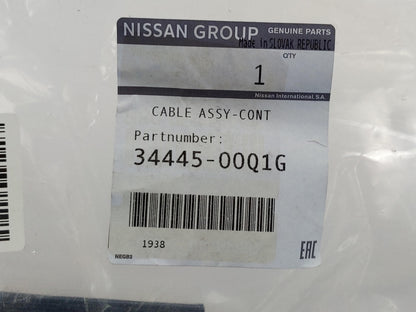 NISSAN GROUP GENUINE PARTS
Made in SLOVAK REPUBLIC
Q'TY
1
Nissan International, S.A.
CABLE ASSY-CONT
Partnumber:
34445-00Q1G
1938
NEGB3
EAC